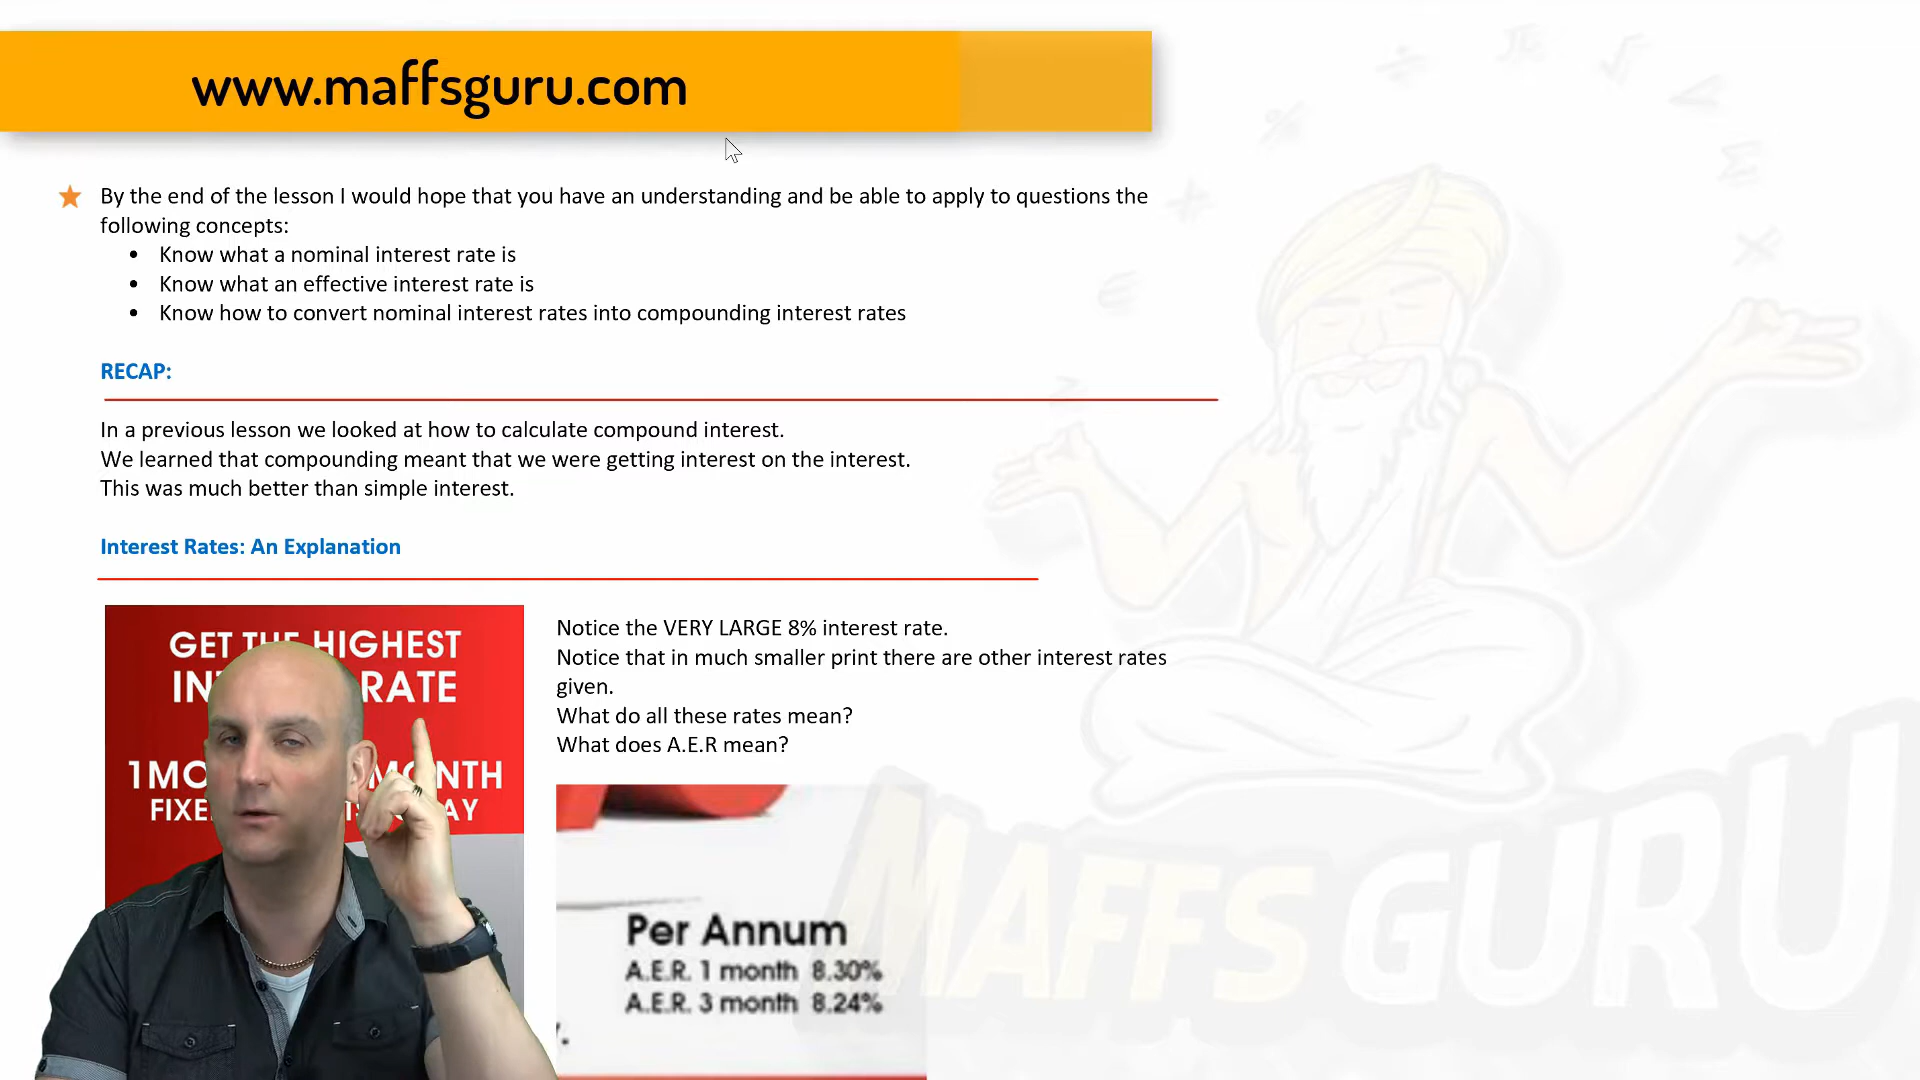 www.maffsguru.com
By the end of the lesson I would hope that you have an understanding and be able to apply to questions the
following concepts:
• Know what a nominal interest rate is
• Know what an effective interest rate is
• Know how to convert nominal interest rates into compounding interest rates
RECAP:
In a previous lesson we looked at how to calculate compound interest.
We learned that compounding meant that we were getting interest on the interest.
This was much better than simple interest.
Interest Rates: An Explanation
GET THE HIGHEST
RATE
1 MO
MONTH
Notice the VERY LARGE 8% interest rate.
Notice that in much smaller print there are other interest rates
given.
What do all these rates mean?
What does A.E.R mean?
Per Annum
A.E.R. 1 month 8.30%
A.E.R. 3 month 8.24%
MAFFS GURU